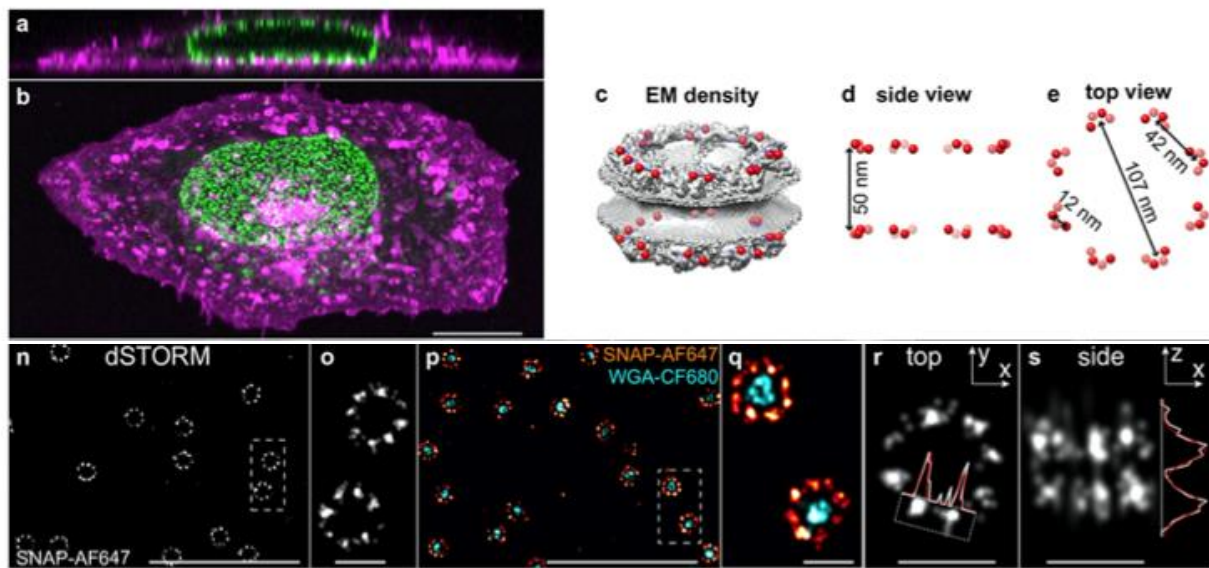 a
b
c EM density
d side view
50 nm
e top view
42 nm
107 nm
12 nm
n dSTORM
SNAP-AF647
o
p SNAP-AF647
WGA-CF680
q
r top y
x
s side z
x